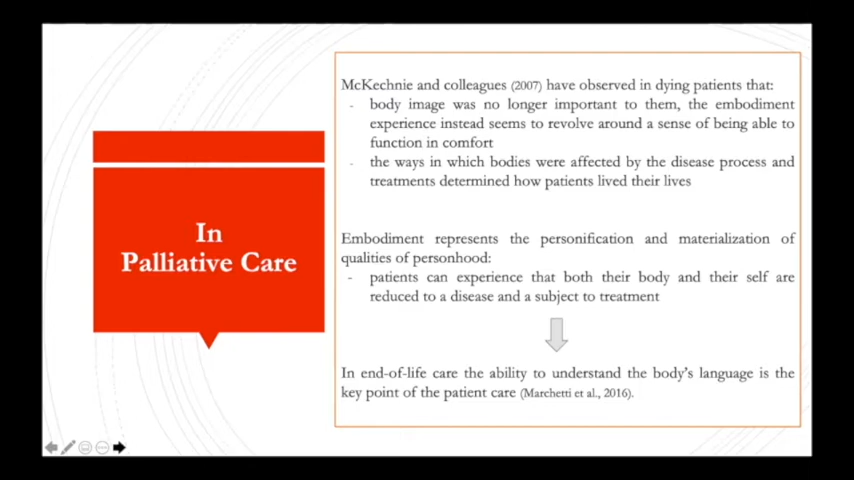 In
Palliative Care
McKechnie and colleagues (2007) have observed in dying patients that:
- body image was no longer important to them, the embodiment
experience instead seems to revolve around a sense of being able to
function in comfort
- the ways in which bodies were affected by the disease process and
treatments determined how patients lived their lives
Embodiment represents the personification and materialization of
qualities of personhood:
- patients can experience that both their body and their self are
reduced to a disease and a subject to treatment
In end-of-life care the ability to understand the body's language is the
key point of the patient care (Marchetti et al., 2016).